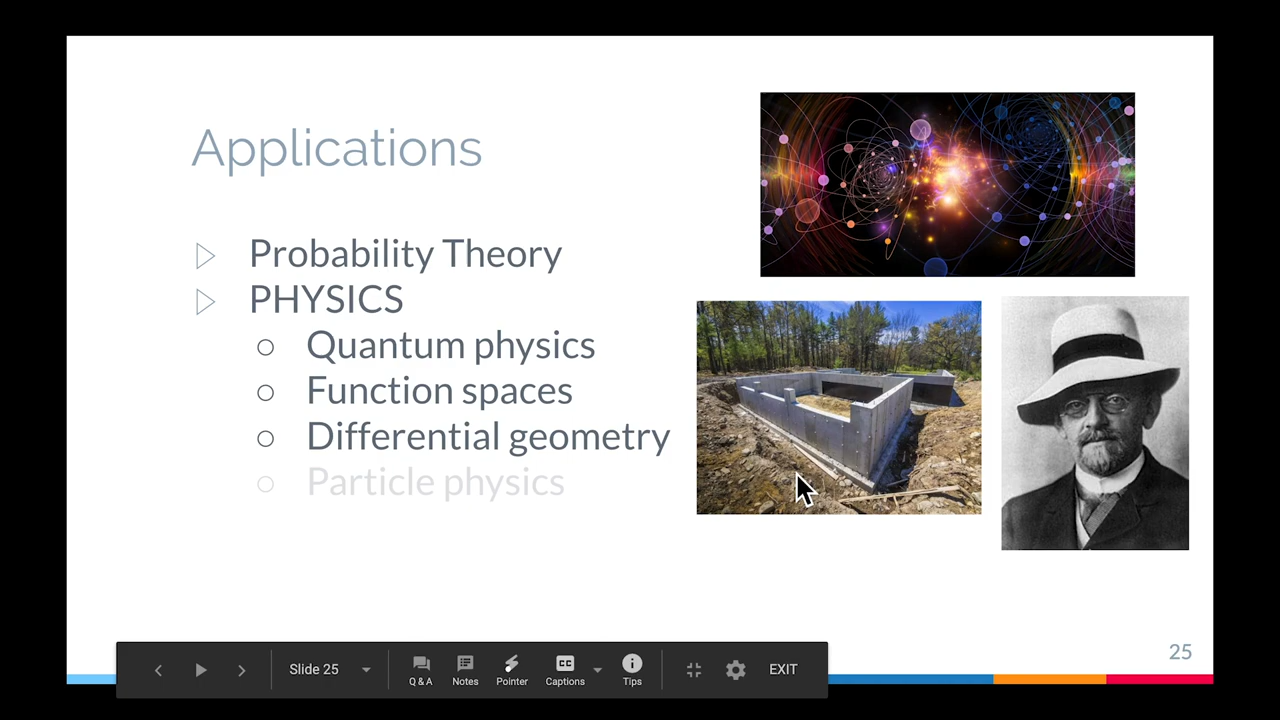 Applications
Probability Theory
PHYSICS
Quantum physics
Function spaces
Differential geometry
Particle physics
25
Slide 25
Q & A
Notes
Pointer
CC
Captions
Tips
EXIT